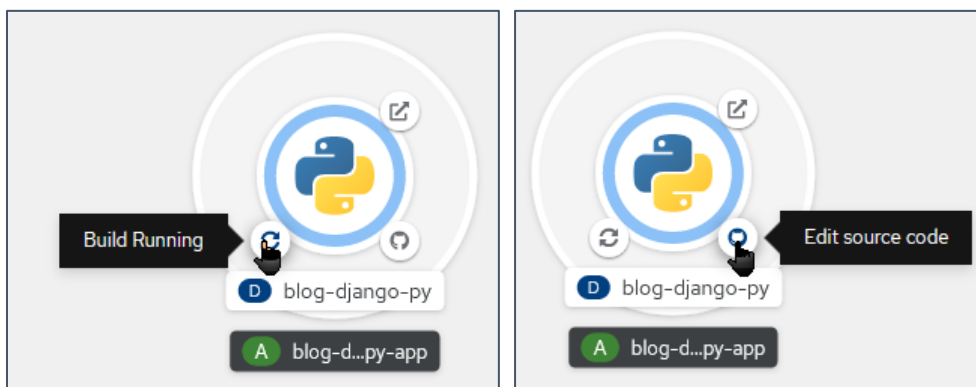 Build Running
D blog-django-py
A blog-d...py-app
Edit source code
D blog-django-py
A blog-d...py-app